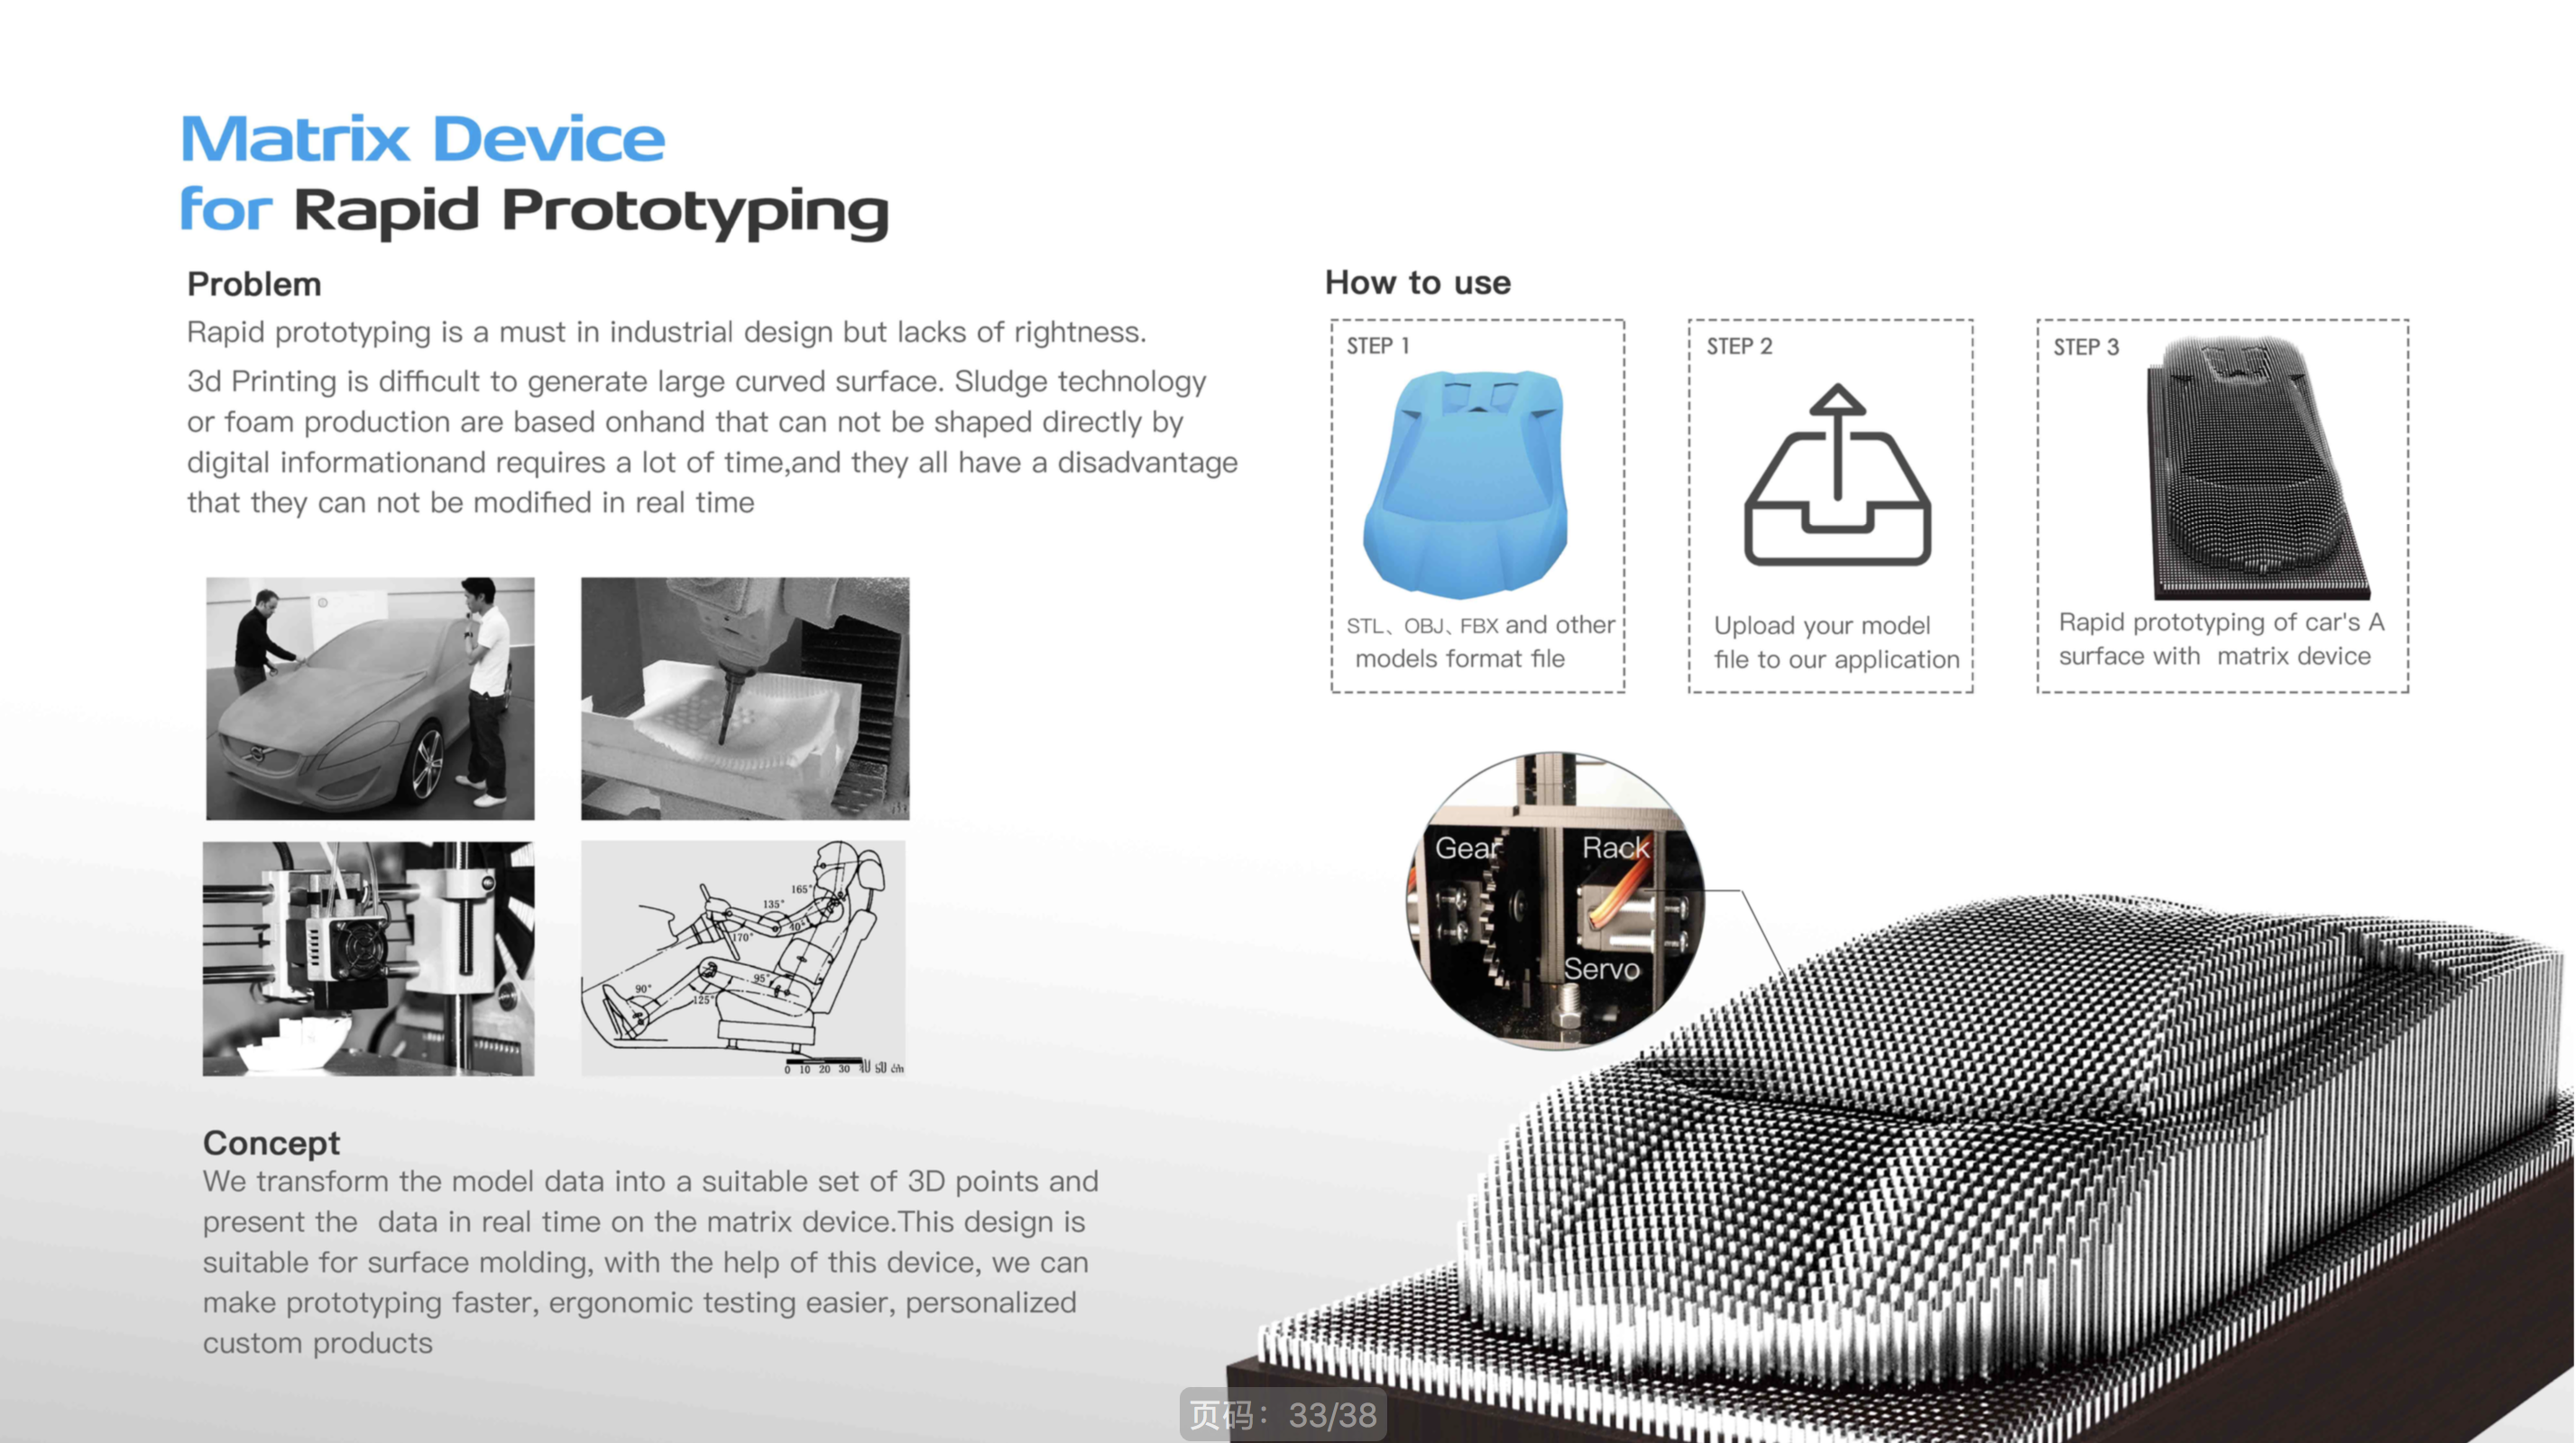 Matrix Device
for Rapid Prototyping
Problem
Rapid prototyping is a must in industrial design but lacks of rightness.
3d Printing is difficult to generate large curved surface. Sludge technology
or foam production are based onhand that can not be shaped directly by
digital informationand requires a lot of time,and they all have a disadvantage
that they can not be modified in real time
165°
135°
40°
170°
95°
90°
125°
0 10 20 30 40 50 cm
Concept
We transform the model data into a suitable set of 3D points and
present the data in real time on the matrix device.This design is
suitable for surface molding, with the help of this device, we can
make prototyping faster, ergonomic testing easier, personalized
custom products
How to use
STEP 1
STL、OBJ、FBX and other
models format file
STEP 2
Upload your model
file to our application
STEP 3
Rapid prototyping of car's A
surface with matrix device
Gear
Rack
Servo
页码：33/38